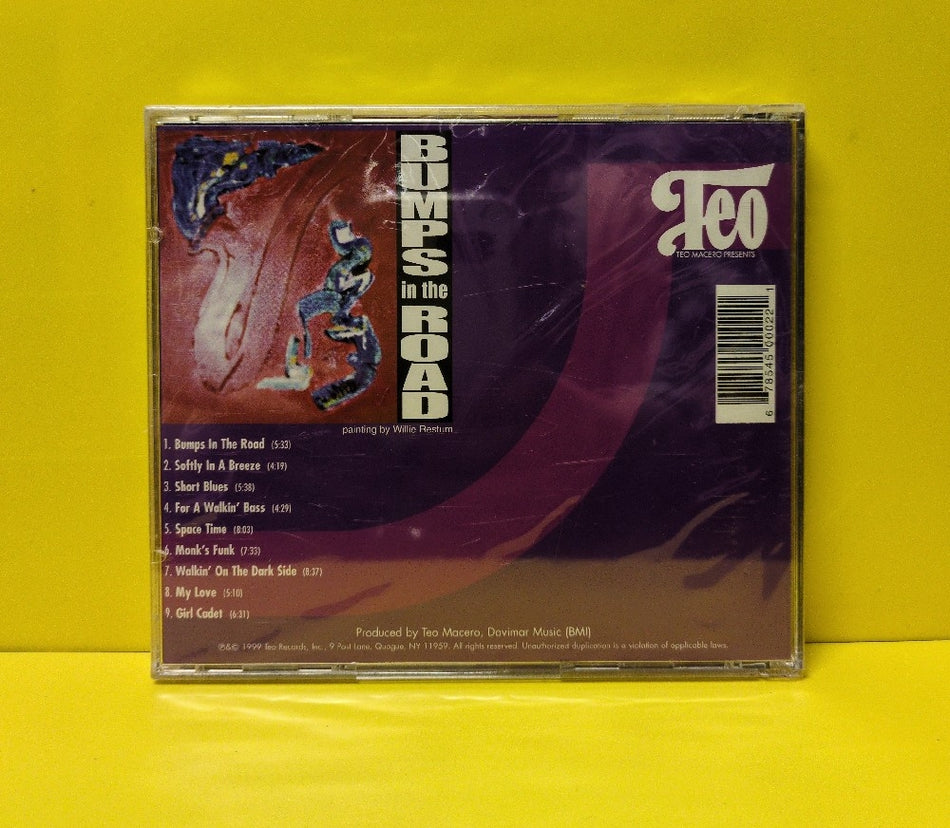 BUMPS
in the
ROAD
Teo
TEO MACERO PRESENTS
6 78545 00022 1
painting by Willie Restum
1. Bumps In The Road (5:33)
2. Softly In A Breeze (4:19)
3. Short Blues (5:38)
4. For A Walkin' Bass (4:29)
5. Space Time (8:03)
6. Monk's Funk (7:33)
7. Walkin' On The Dark Side (8:37)
8. My Love (5:10)
9. Girl Cadet (6:31)
Produced by Teo Macero, Davimar Music (BMI)
℗&© 1999 Teo Records, Inc., 9 Post Lane, Quogue, NY 11959. All rights reserved. Unauthorized duplication is a violation of applicable laws.